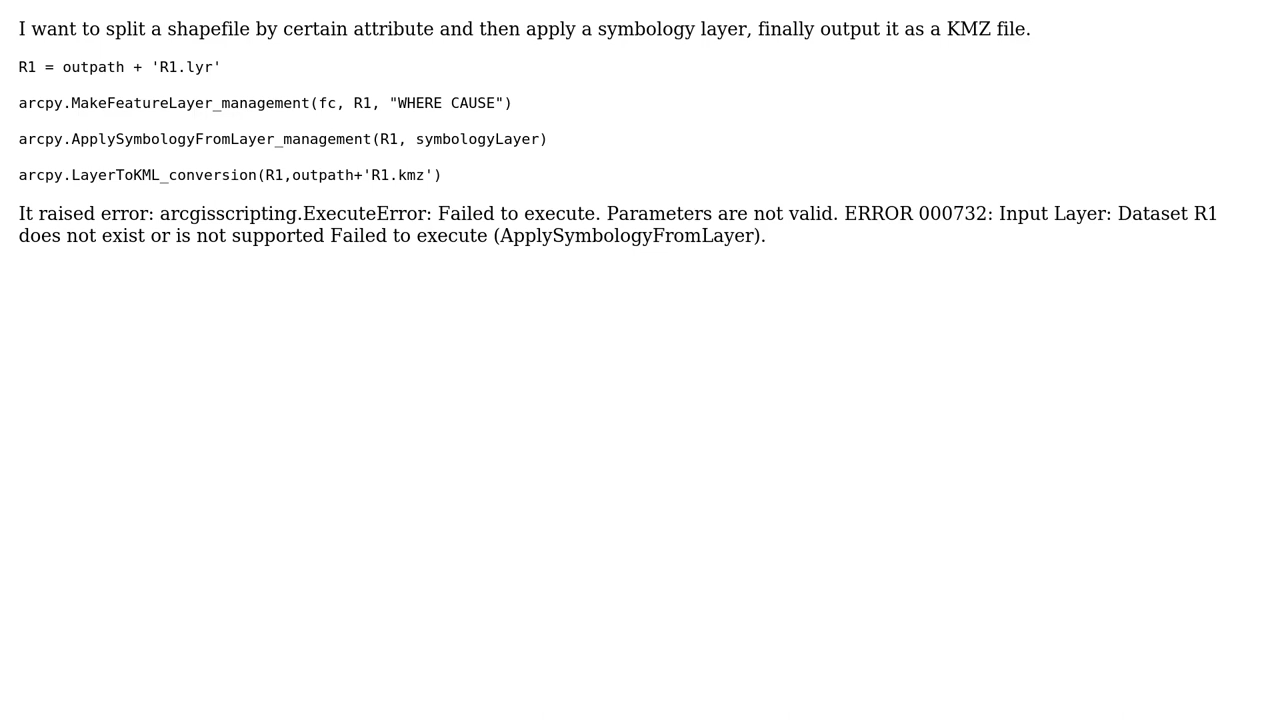 I want to split a shapefile by certain attribute and then apply a symbology layer, finally output it as a KMZ file.
R1 = outpath + 'R1.lyr'
arcpy.MakeFeatureLayer_management(fc, R1, "WHERE CAUSE")
arcpy.ApplySymbologyFromLayer_management(R1, symbologyLayer)
arcpy.LayerToKML_conversion(R1,outpath+'R1.kmz')
It raised error: arcgisscripting.ExecuteError: Failed to execute. Parameters are not valid. ERROR 000732: Input Layer: Dataset R1
does not exist or is not supported Failed to execute (ApplySymbologyFromLayer).